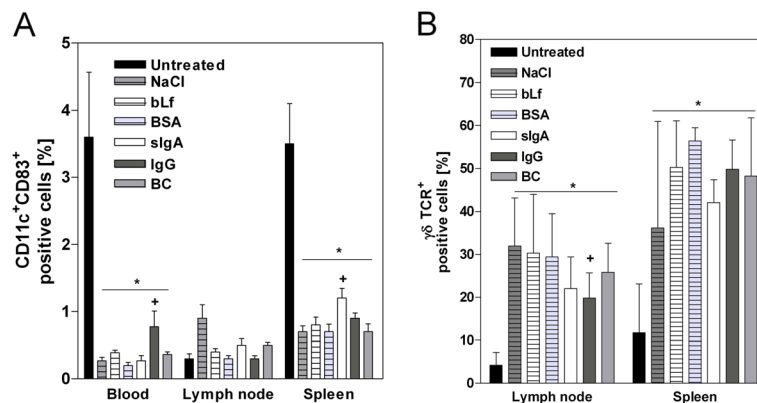 A
CD11c+CD83+
positive cells [%]
5
4
3
2
1
0
Untreated
NaCl
bLf
BSA
sIgA
IgG
BC
*
+
*
+
Blood
Lymph node
Spleen
B
γδ TCR+
positive cells [%]
80
70
60
50
40
30
20
10
0
Untreated
NaCl
bLf
BSA
sIgA
IgG
BC
*
+
*
Lymph node
Spleen